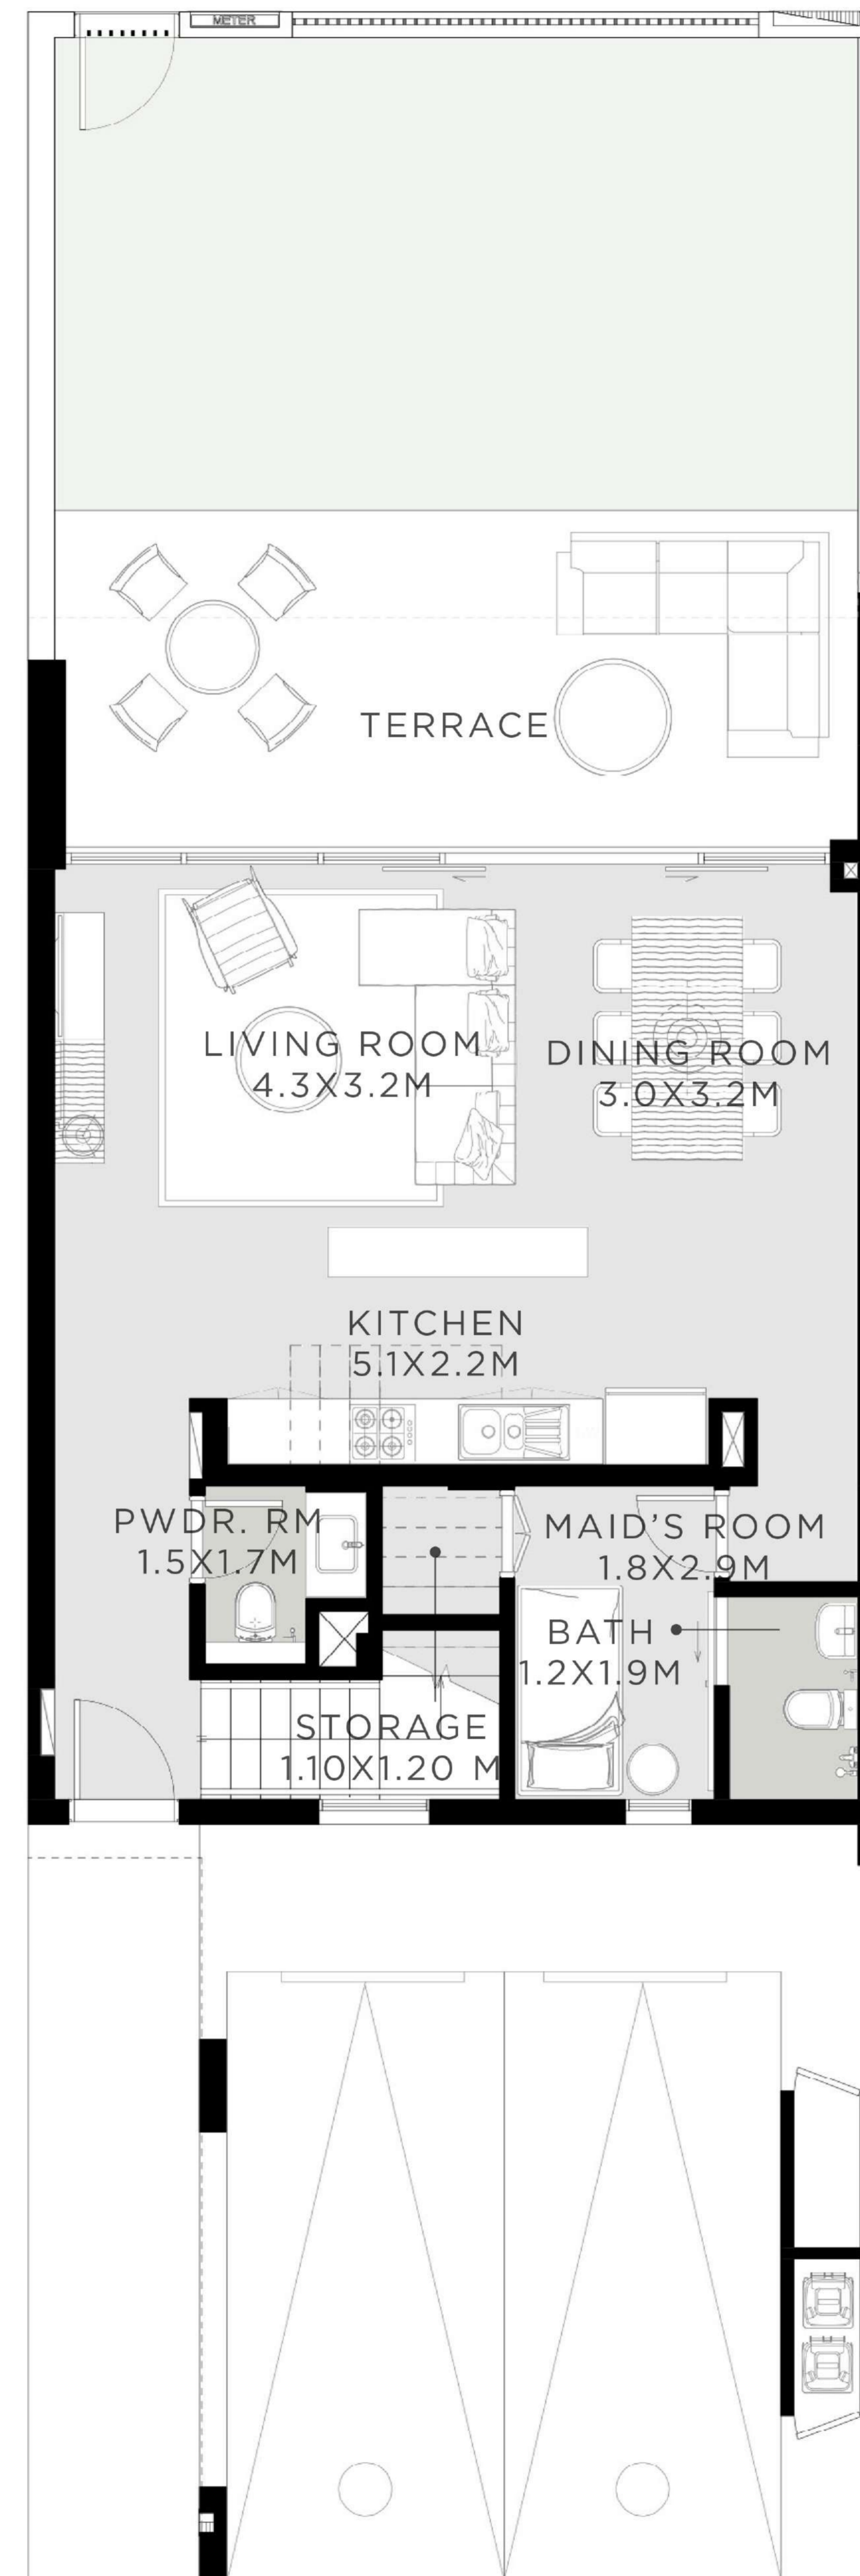 METER
TERRACE
LIVING ROOM
4.3X3.2M
DINING ROOM
3.0X3.2M
KITCHEN
5.1X2.2M
PWDR. RM
1.5X1.7M
MAID'S ROOM
1.8X2.9M
BATH
1.2X1.9M
STORAGE
1.10X1.20 M